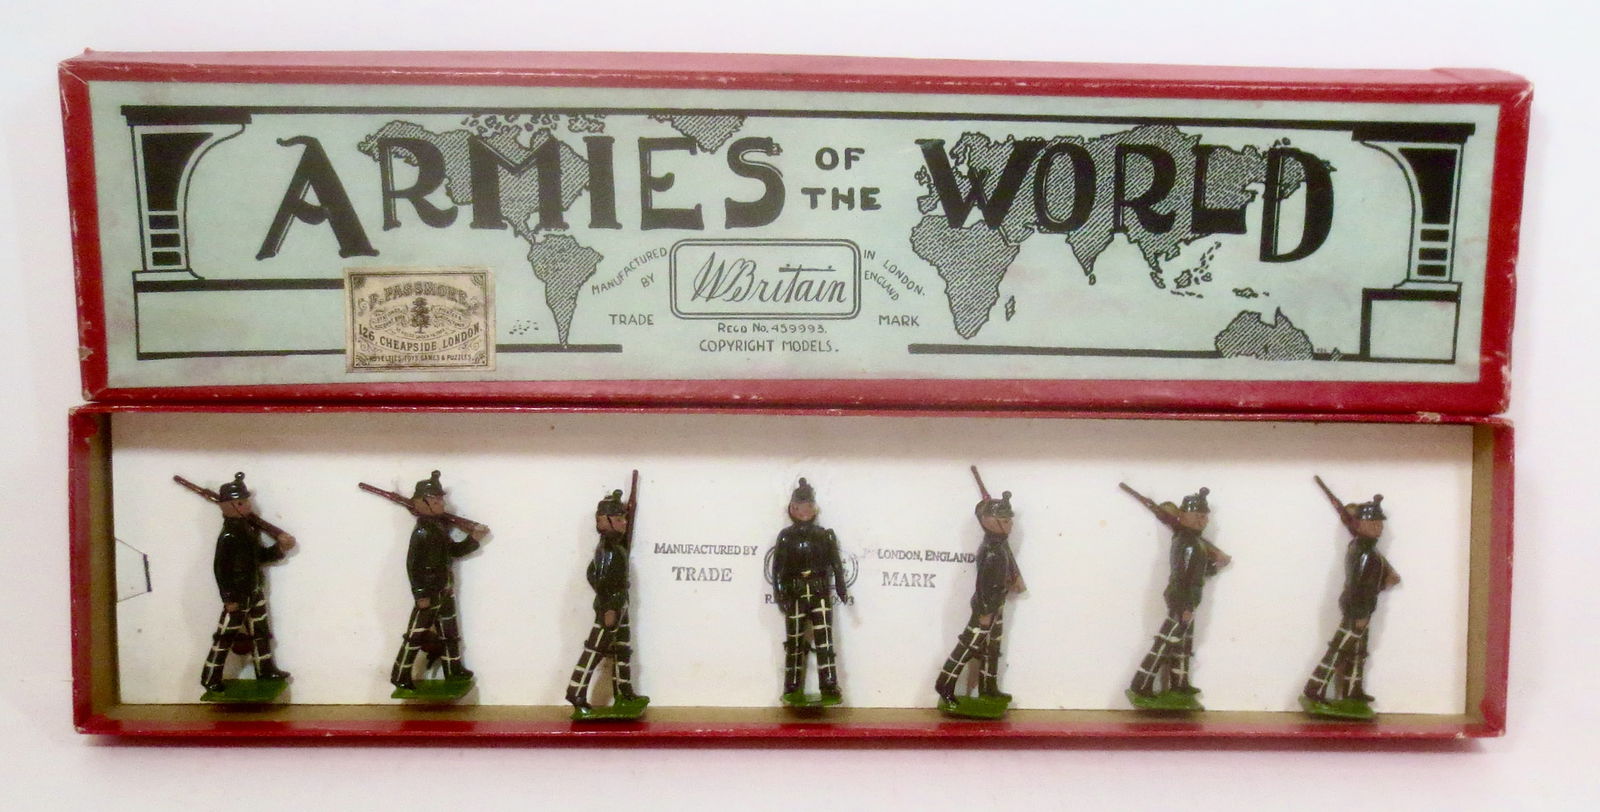 ARMIES OF THE WORLD
MANUFACTURED BY
IN LONDON. ENGLAND
W Britain
TRADE
MARK
REGD No. 459993.
COPYRIGHT MODELS.
F. PASSMORE,
126 CHEAPSIDE, LONDON.
NOVELTIES, TOYS GAMES & PUZZLES.
MANUFACTURED BY
LONDON, ENGLAND
TRADE
MARK